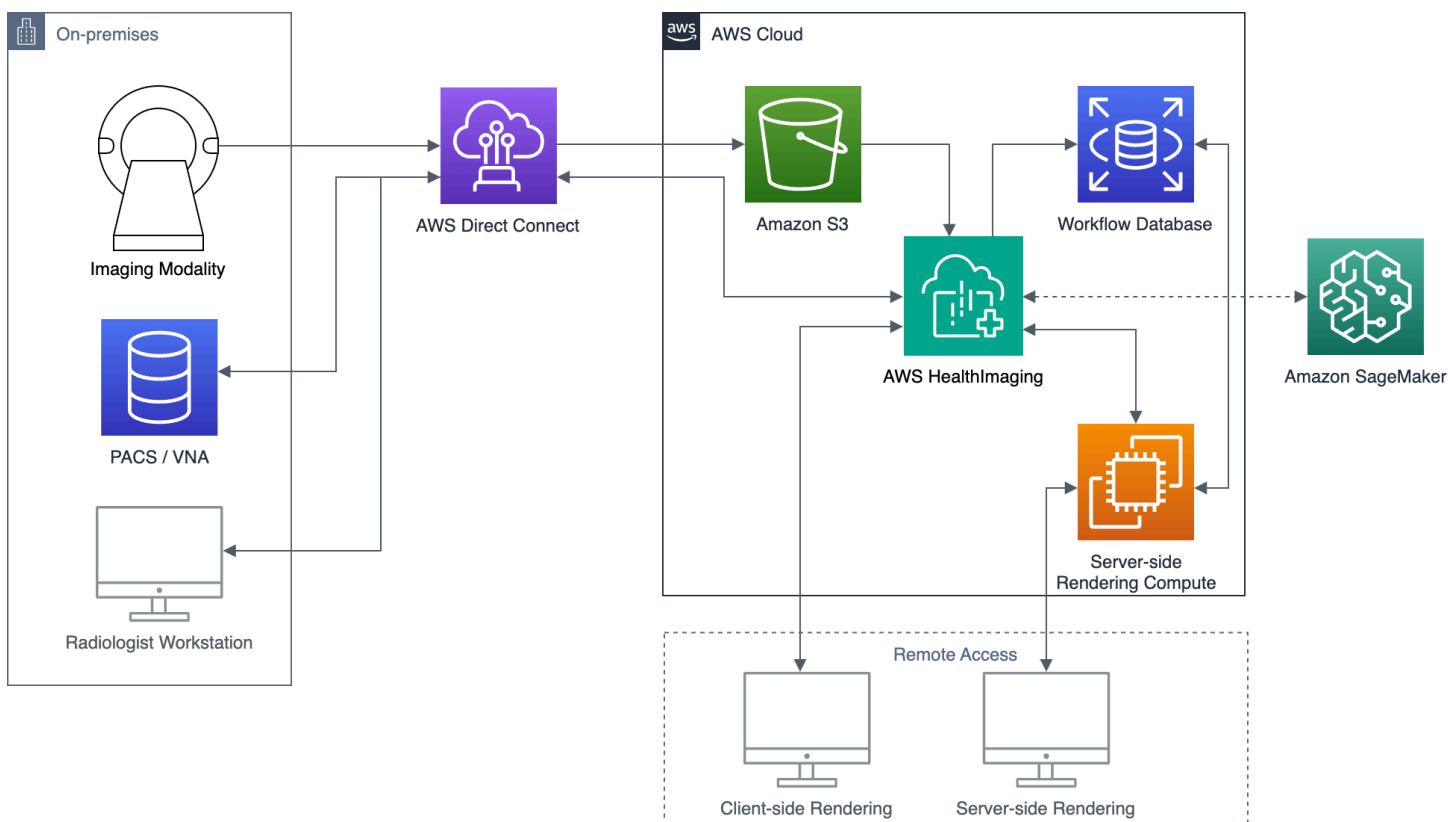 On-premises
aws
AWS Cloud
Imaging Modality
AWS Direct Connect
Amazon S3
Workflow Database
AWS HealthImaging
Amazon SageMaker
PACS / VNA
Server-side
Rendering Compute
Radiologist Workstation
Remote Access
Client-side Rendering
Server-side Rendering